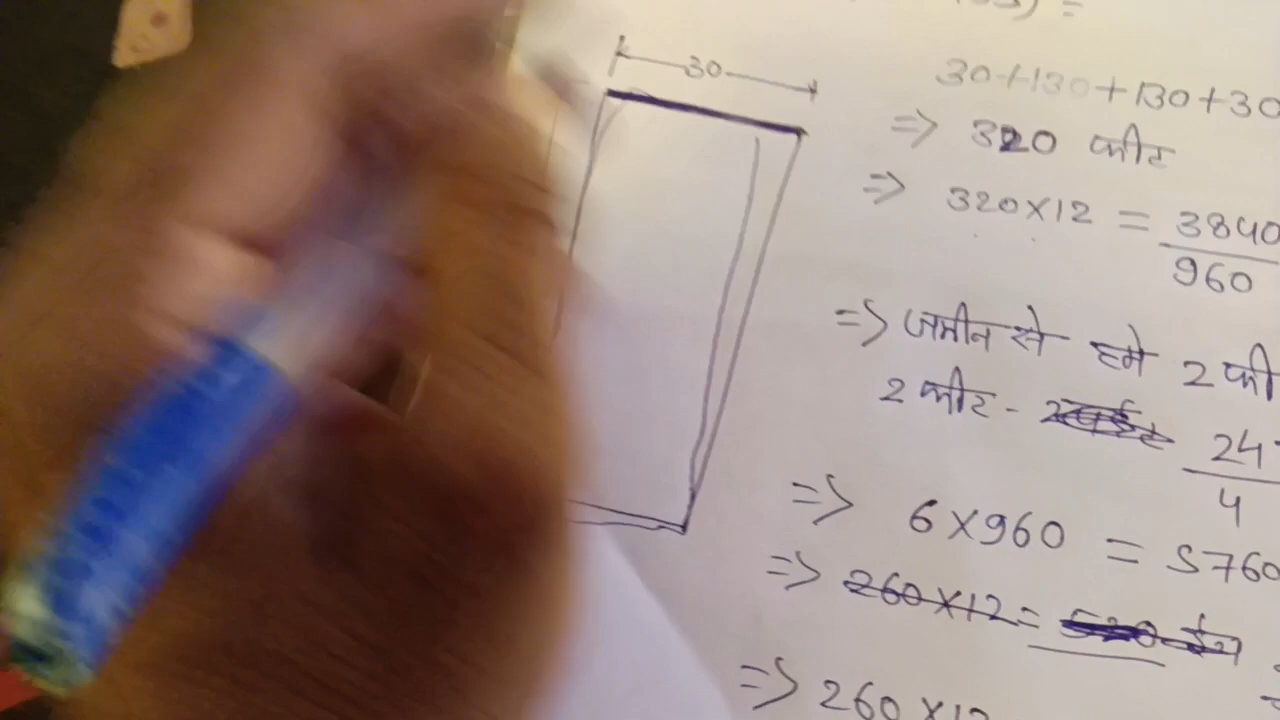 30
30+130+130+30
=> 320 फीट
=> 320×12 = 3840
960
=> जमीन से हमे 2 फी
2 फीट - 24
4
=> 6×960 = 5760
=> 260×12 =
=> 260×12